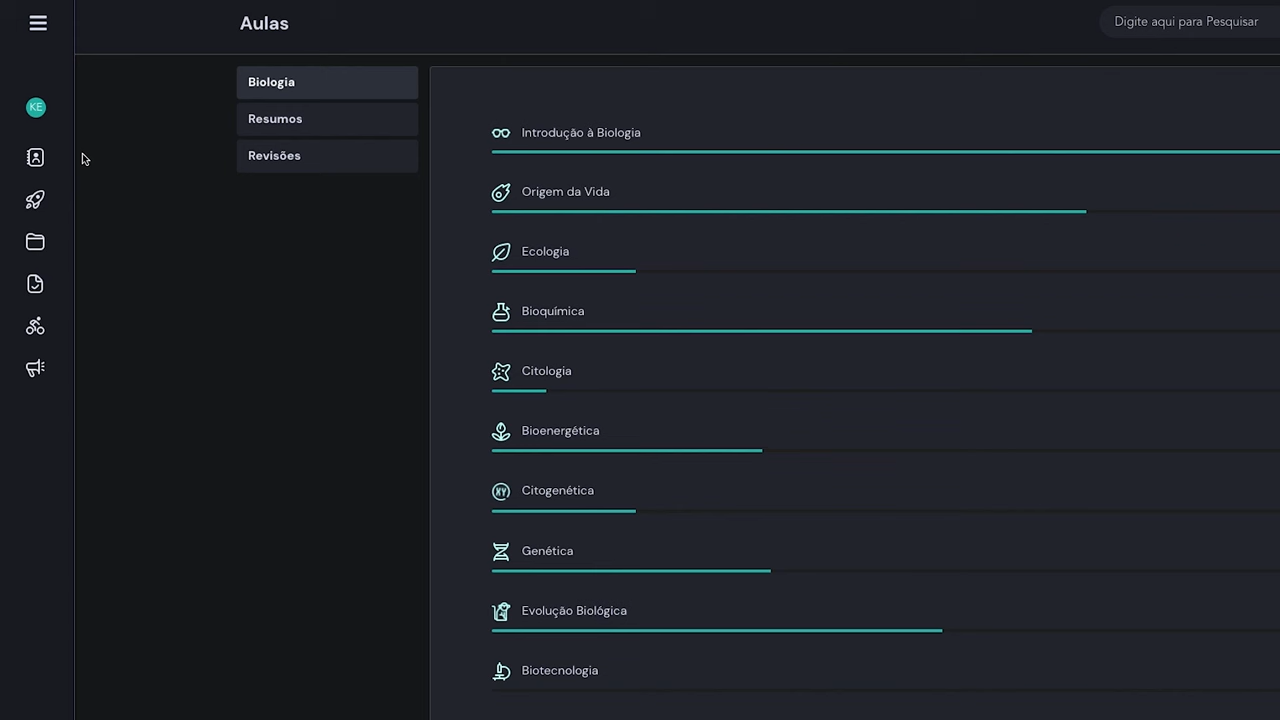 Aulas
Digite aqui para Pesquisar
KE
Biologia
Resumos
Revisões
Introdução à Biologia
Origem da Vida
Ecologia
Bioquímica
Citologia
Bioenergética
XY
Citogenética
Genética
Evolução Biológica
Biotecnologia